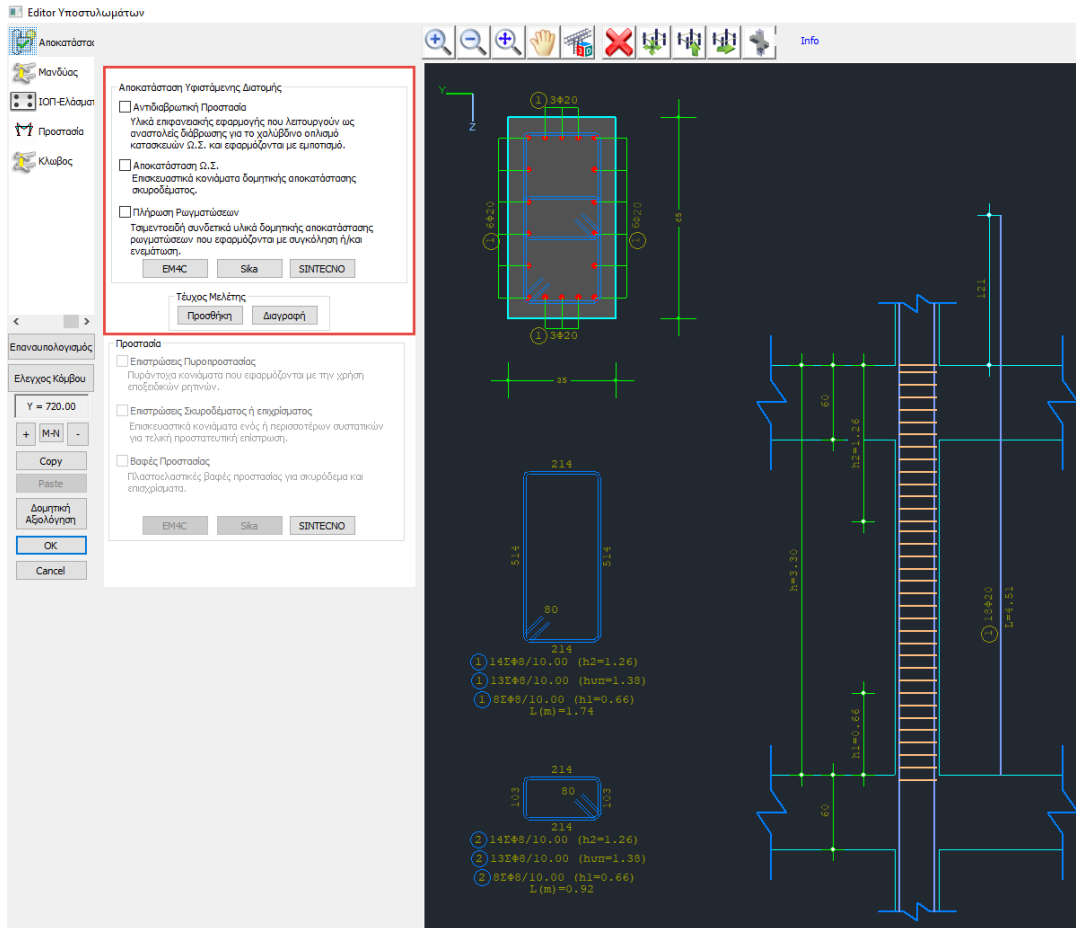 Editor Υποστυλωμάτων
Αποκατάστασ
Μανδύας
ΙΟΠ-Ελάσματ
Προστασία
Κλωβος
Επαναυπολογισμός
Ελεγχος Κόμβου
Y = 720.00
+ M-N -
Copy
Paste
Δομητική
Αξιολόγηση
OK
Cancel
Αποκατάσταση Υφιστάμενης Διατομής
Αντιδιαβρωτική Προστασία
Υλικά επιφανειακής εφαρμογής που λειτουργούν ως
αναστολείς διάβρωσης για το χαλύβδινο οπλισμό
κατασκευών Ω.Σ. και εφαρμόζονται με εμποτισμό.
Αποκατάσταση Ω.Σ.
Επισκευαστικά κονιάματα δομητικής αποκατάστασης
σκυροδέματος.
Πλήρωση Ρωγματώσεων
Τσιμεντοειδή συνδετικά υλικά δομητικής αποκατάστασης
ρωγματώσεων που εφαρμόζονται με συγκόληση ή/και
ενεμάτωση.
EM4C Sika SINTECNO
Τέυχος Μελέτης
Προσθήκη Διαγραφή
Προστασία
Επιστρώσεις Πυροπροστασίας
Πυράντοχα κονιάματα που εφαρμόζονται με την χρήση
εποξειδικών ρητινών.
Επιστρώσεις Σκυροδέματος ή επιχρίσματος
Επισκευαστικά κονιάματα ενός ή περισσοτέρων συστατικών
για τελική προστατευτική επίστρωση.
Βαφές Προστασίας
Πλαστοελαστικές βαφές προστασίας για σκυρόδεμα και
επισχρίσματα.
EM4C Sika SINTECNO
Info
Y
Z
1 3Φ20
1 6Φ20
1 6Φ20
65
1 3Φ20
35
214
514
514
80
214
1 14ΣΦ8/10.00 (h2=1.26)
1 13ΣΦ8/10.00 (hυπ=1.38)
1 8ΣΦ8/10.00 (h1=0.66)
L(m)=1.74
214
103
80
103
214
2 14ΣΦ8/10.00 (h2=1.26)
2 13ΣΦ8/10.00 (hυπ=1.38)
2 8ΣΦ8/10.00 (h1=0.66)
L(m)=0.92
121
60
h2=1.26
h=3.30
1 18Φ20
L=4.51
h1=0.66
60